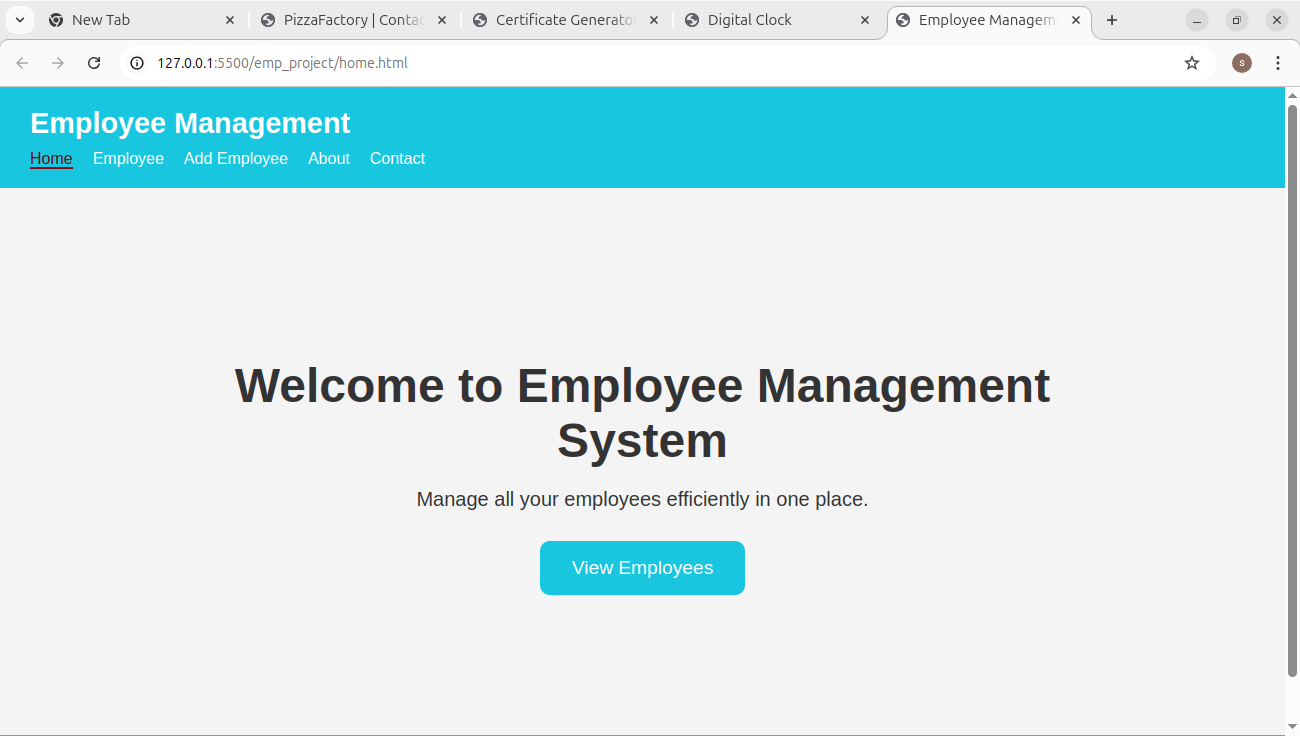 New Tab
PizzaFactory | Contac
Certificate Generato
Digital Clock
Employee Managem
127.0.0.1:5500/emp_project/home.html
S
Employee Management
Home Employee Add Employee About Contact
Welcome to Employee Management
System
Manage all your employees efficiently in one place.
View Employees